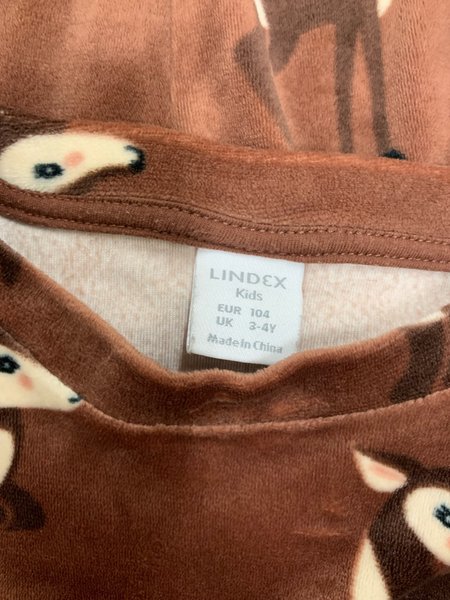 LINDEX
Kids
EUR 104
UK 3-4Y
Made in China